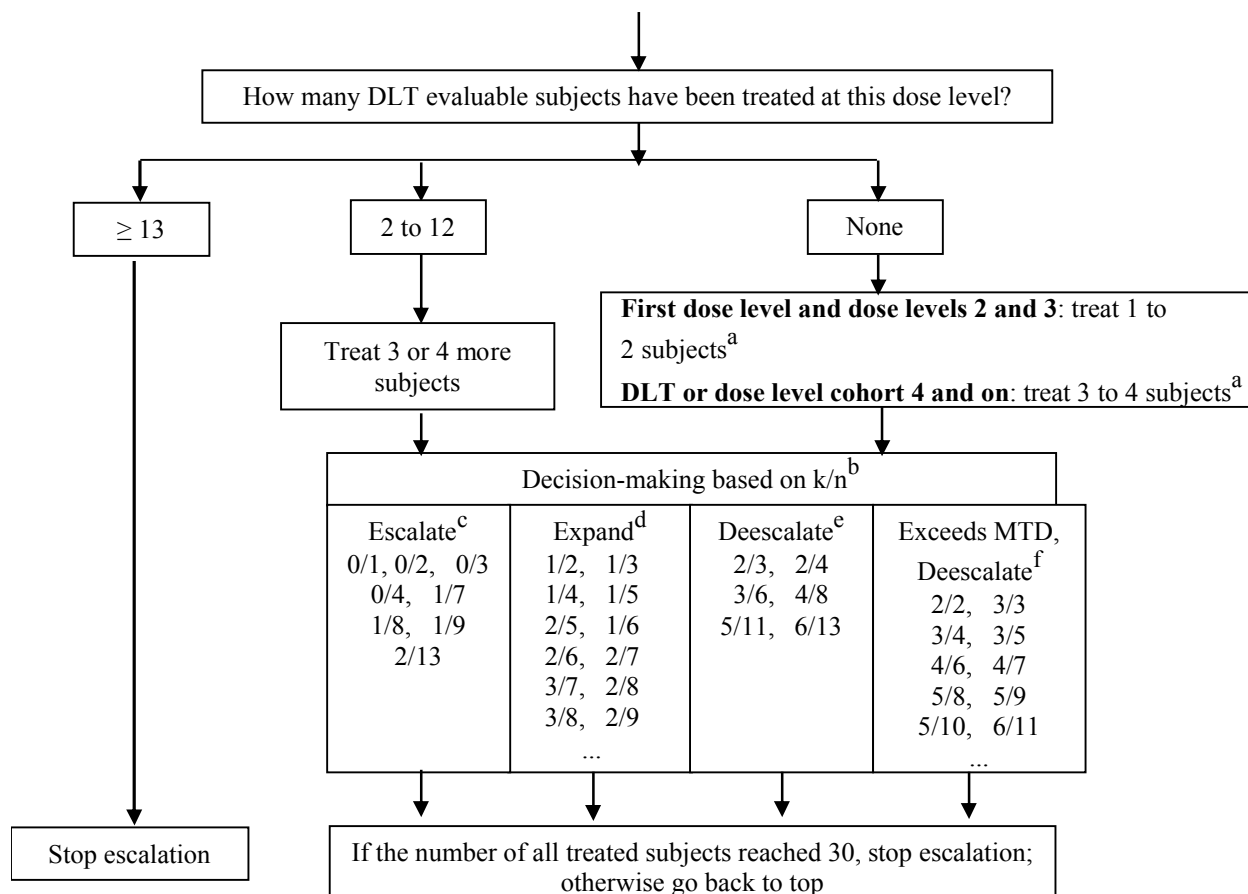 How many DLT evaluable subjects have been treated at this dose level?
≥ 13
2 to 12
None
Treat 3 or 4 more
subjects
First dose level and dose levels 2 and 3: treat 1 to
2 subjectsᵃ
DLT or dose level cohort 4 and on: treat 3 to 4 subjectsᵃ
Decision-making based on k/nᵇ
Escalateᶜ
0/1, 0/2, 0/3
0/4, 1/7
1/8, 1/9
2/13
Expandᵈ
1/2, 1/3
1/4, 1/5
2/5, 1/6
2/6, 2/7
3/7, 2/8
3/8, 2/9
...
Deescalateᵉ
2/3, 2/4
3/6, 4/8
5/11, 6/13
Exceeds MTD,
Deescalateᶠ
2/2, 3/3
3/4, 3/5
4/6, 4/7
5/8, 5/9
5/10, 6/11
...
Stop escalation
If the number of all treated subjects reached 30, stop escalation;
otherwise go back to top